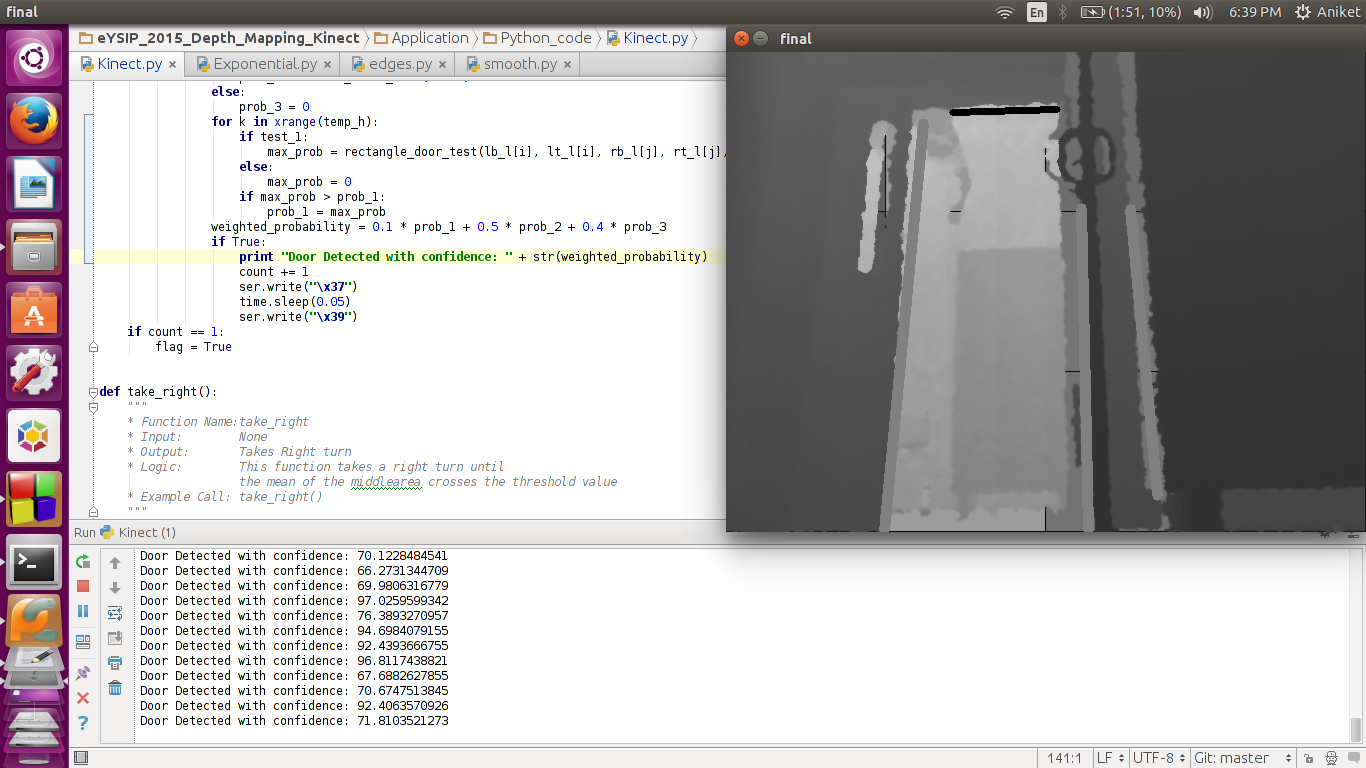 final
En
(1:51, 10%)
6:39 PM
Aniket
eYSIP_2015_Depth_Mapping_Kinect
Application
Python_code
Kinect.py
Kinect.py
Exponential.py
edges.py
smooth.py
else:
prob_3 = 0
for k in xrange(temp_h):
if test_1:
max_prob = rectangle_door_test(lb_l[i], lt_l[i], rb_l[j], rt_l[j],
else:
max_prob = 0
if max_prob > prob_1:
prob_1 = max_prob
weighted_probability = 0.1 * prob_1 + 0.5 * prob_2 + 0.4 * prob_3
if True:
print "Door Detected with confidence: " + str(weighted_probability)
count += 1
ser.write("\x37")
time.sleep(0.05)
ser.write("\x39")
if count == 1:
flag = True
def take_right():
"""
* Function Name:take_right
* Input: None
* Output: Takes Right turn
* Logic: This function takes a right turn until
the mean of the middlearea crosses the threshold value
* Example Call: take_right()
"""
final
Run Kinect (1)
Door Detected with confidence: 70.1228484541
Door Detected with confidence: 66.2731344709
Door Detected with confidence: 69.9806316779
Door Detected with confidence: 97.0259599342
Door Detected with confidence: 76.3893270957
Door Detected with confidence: 94.6984079155
Door Detected with confidence: 92.4393666755
Door Detected with confidence: 96.8117438821
Door Detected with confidence: 67.6882627855
Door Detected with confidence: 70.6747513845
Door Detected with confidence: 92.4063570926
Door Detected with confidence: 71.8103521273
141:1
LF
UTF-8
Git: master